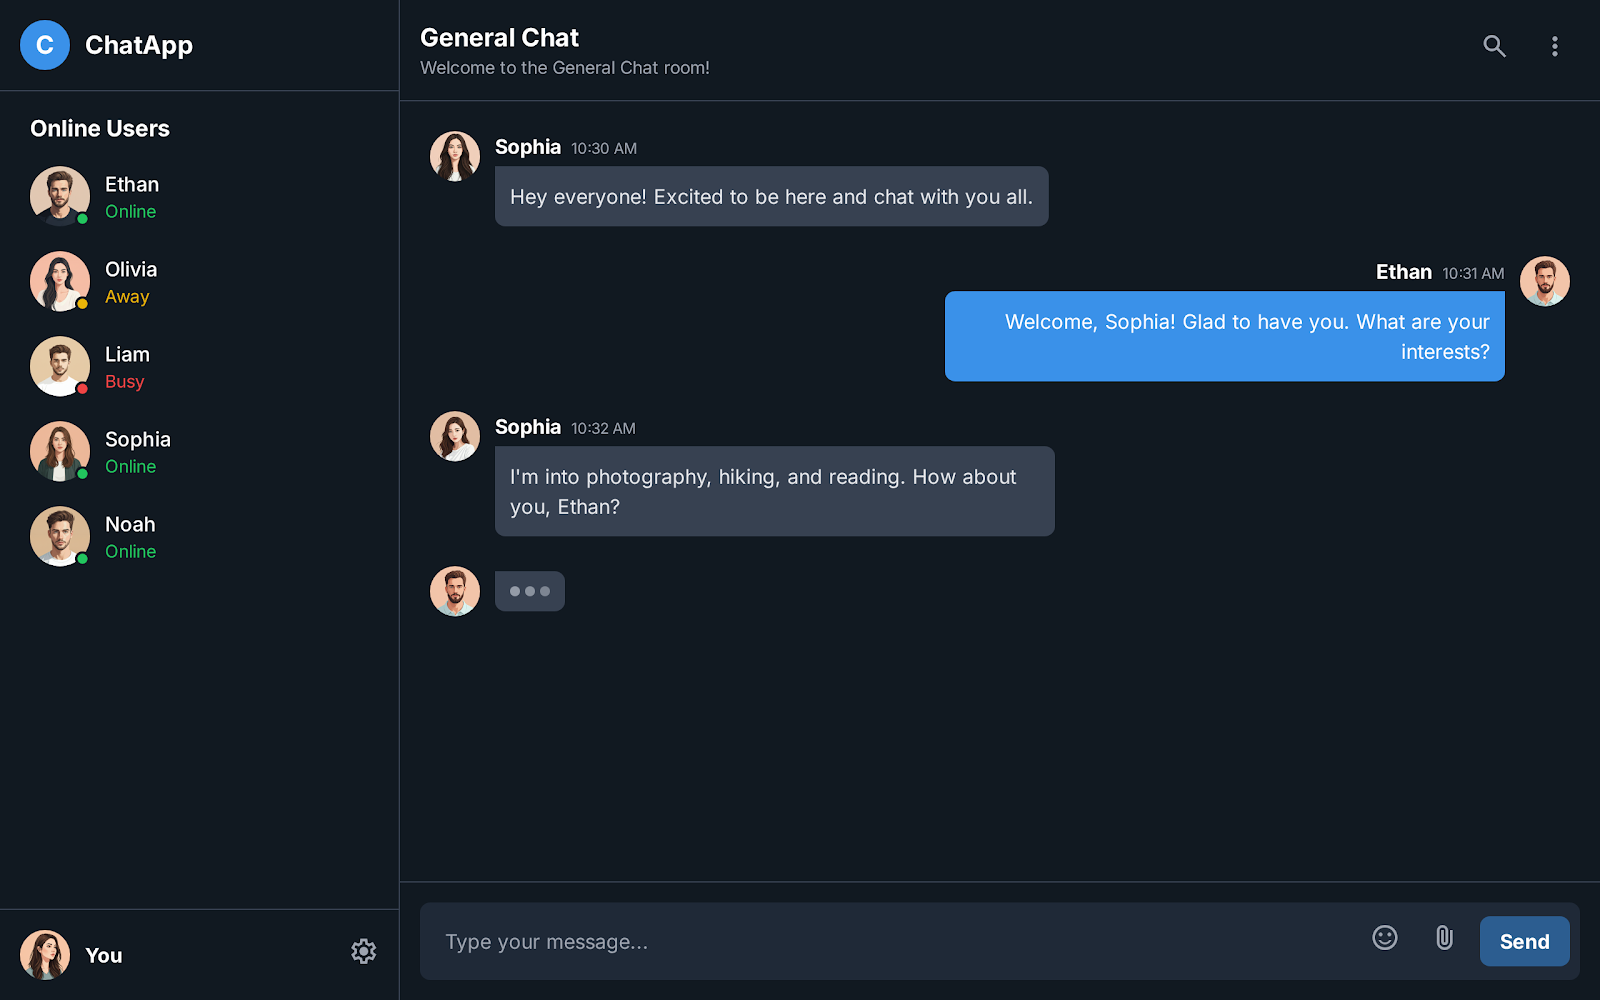 C
ChatApp
Online Users
Ethan
Online
Olivia
Away
Liam
Busy
Sophia
Online
Noah
Online
You
General Chat
Welcome to the General Chat room!
Sophia 10:30 AM
Hey everyone! Excited to be here and chat with you all.
Ethan 10:31 AM
Welcome, Sophia! Glad to have you. What are your
interests?
Sophia 10:32 AM
I'm into photography, hiking, and reading. How about
you, Ethan?
Type your message...
Send